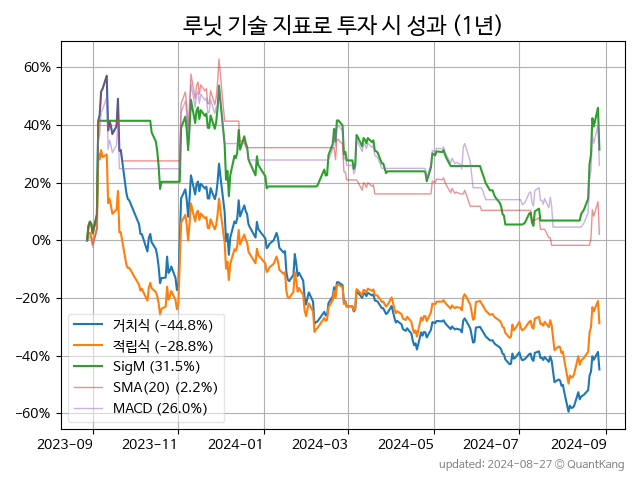 루닛 기술 지표로 투자 시 성과 (1년)
60%
40%
20%
0%
−20%
−40%
−60%
거치식 (−44.8%)
적립식 (−28.8%)
SigM (31.5%)
SMA(20) (2.2%)
MACD (26.0%)
2023-09 2023-11 2024-01 2024-03 2024-05 2024-07 2024-09
updated: 2024-08-27 ⓒ QuantKang